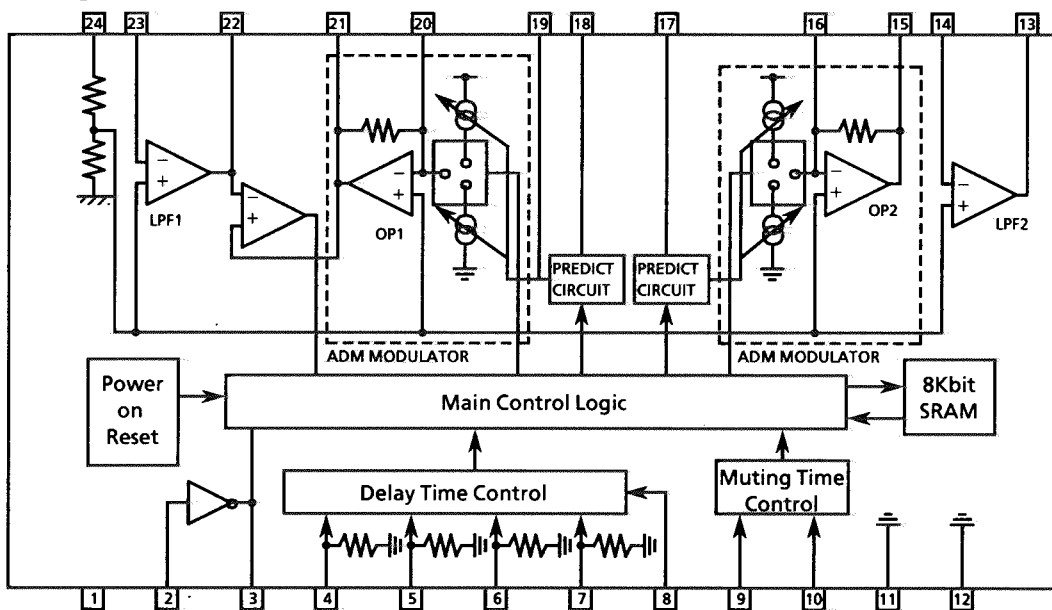 24 23 22 21 20 19 18 17 16 15 14 13
− +
LPF1
− +
− +
OP1
− +
OP2
− +
LPF2
PREDICT
CIRCUIT
PREDICT
CIRCUIT
ADM MODULATOR
ADM MODULATOR
Power
on
Reset
Main Control Logic
8Kbit
SRAM
Delay Time Control
Muting Time
Control
1 2 3 4 5 6 7 8 9 10 11 12